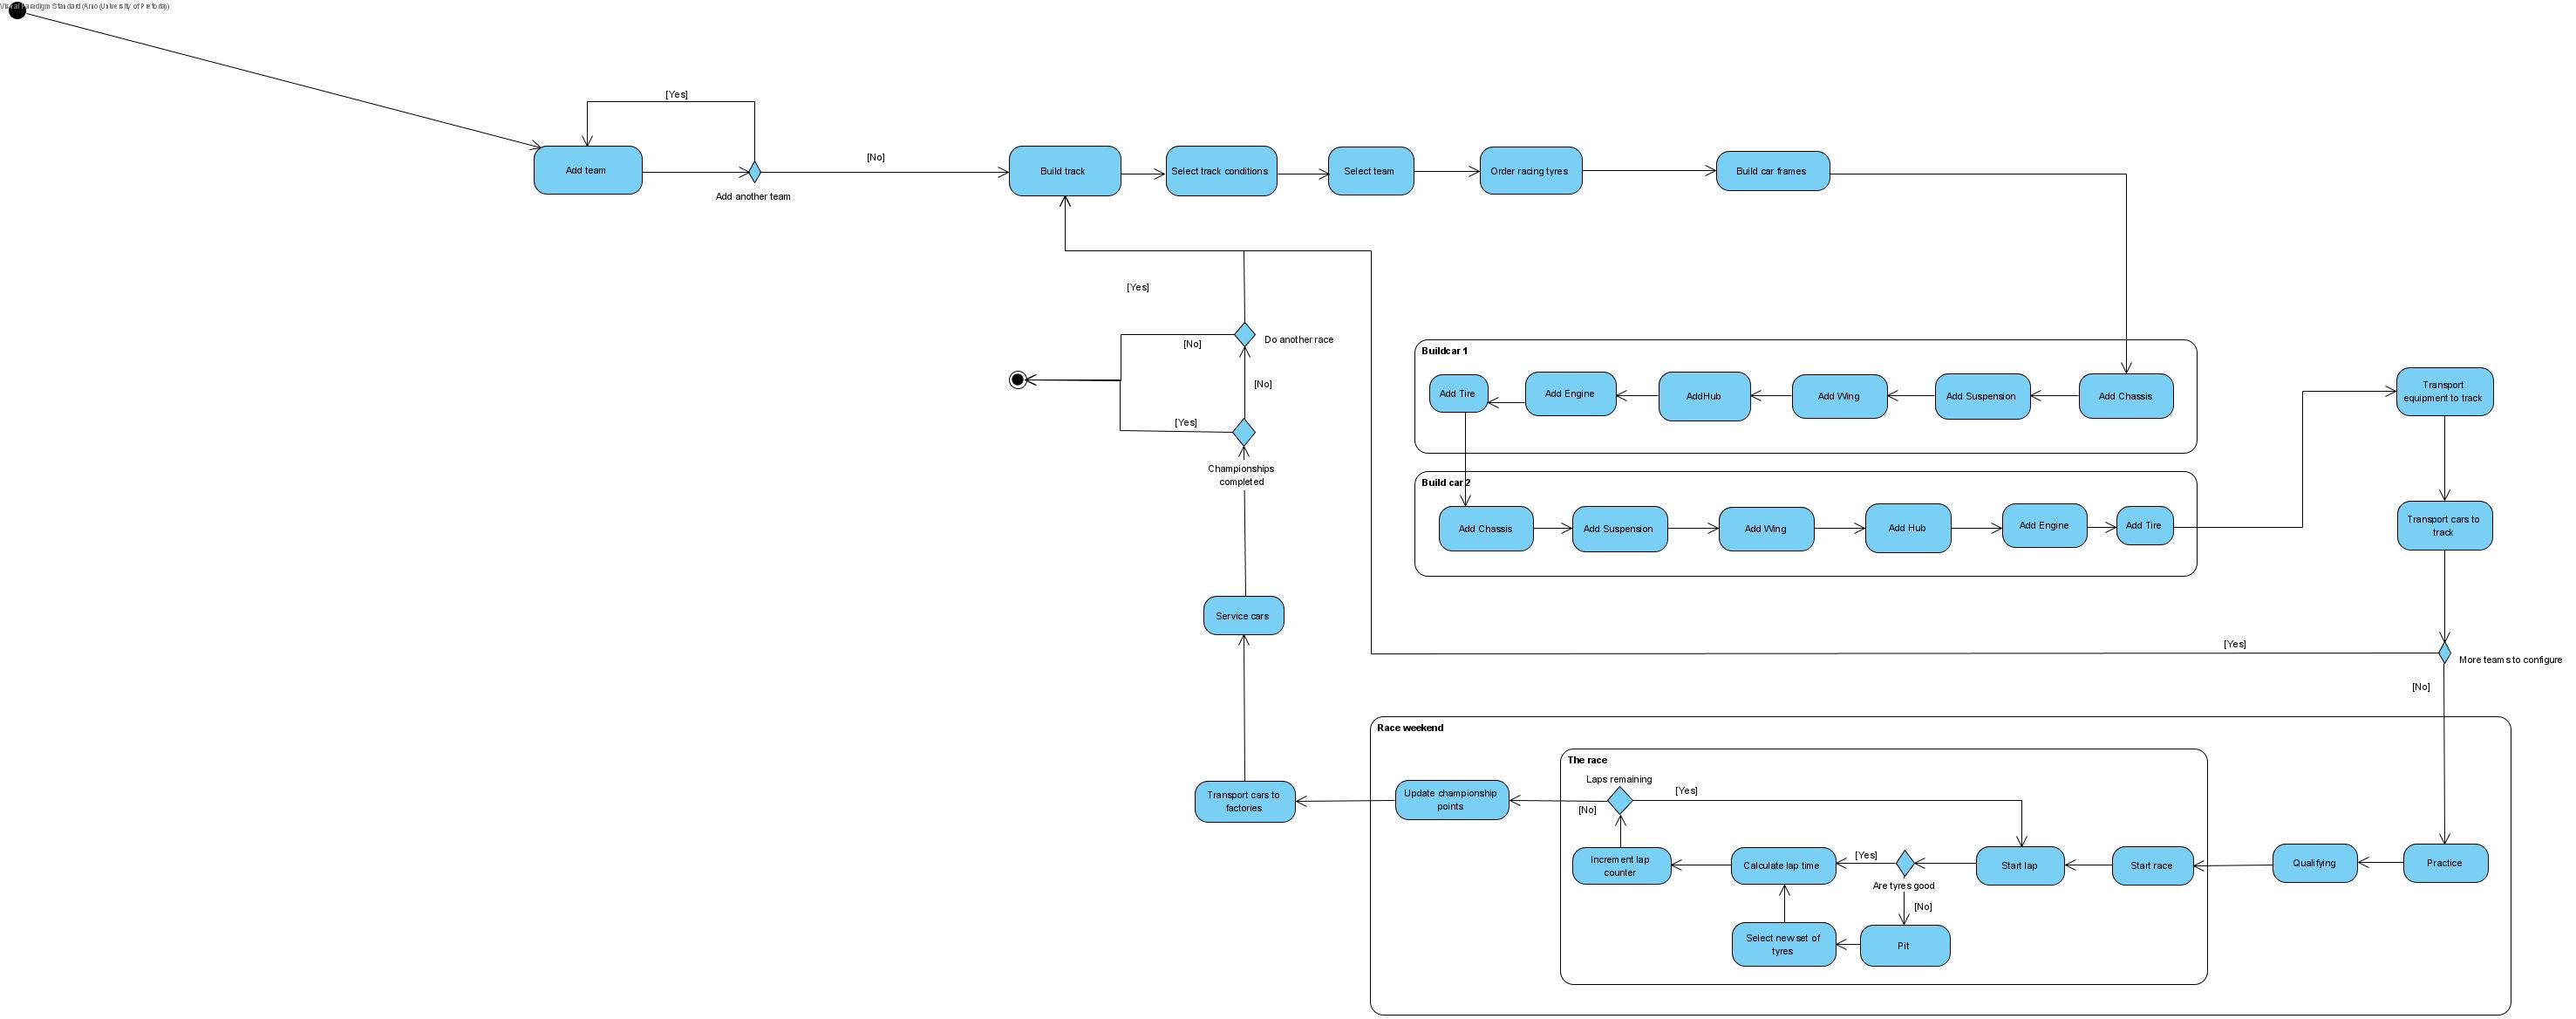 Visual Paradigm Standard (Arno (University of Pretoria))
[Yes]
Add team
Add another team
[No]
Build track
Select track conditions
Select team
Order racing tyres
Build car frames
[Yes]
Do another race
[No]
[No]
[Yes]
Championships
completed
Buildcar 1
Add Tire
Add Engine
AddHub
Add Wing
Add Suspension
Add Chassis
Build car 2
Add Chassis
Add Suspension
Add Wing
Add Hub
Add Engine
Add Tire
Transport
equipment to track
Transport cars to
track
[Yes]
More teams to configure
[No]
Service cars
Transport cars to
factories
Race weekend
Update championship
points
The race
Laps remaining
[Yes]
[No]
Increment lap
counter
Calculate lap time
[Yes]
Are tyres good
[No]
Start lap
Start race
Select new set of
tyres
Pit
Qualifying
Practice